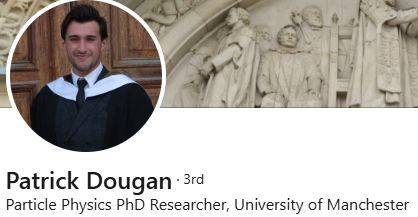 Patrick Dougan · 3rd
Particle Physics PhD Researcher, University of Manchester